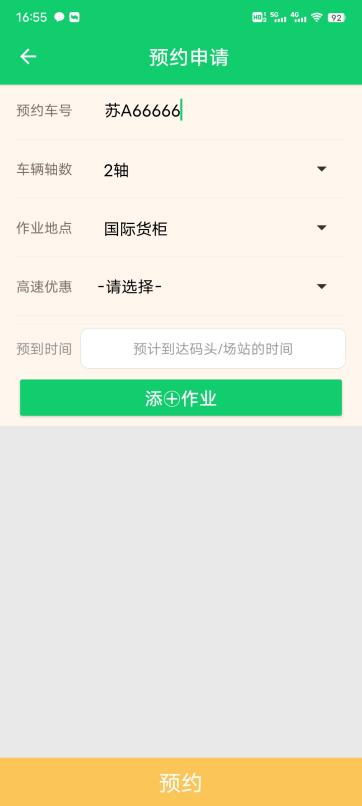 16:55 HD 5G 4G 92
预约申请
预约车号 苏A66666
车辆轴数 2轴
作业地点 国际货柜
高速优惠 -请选择-
预到时间 预计到达码头/场站的时间
添⊕作业
预约